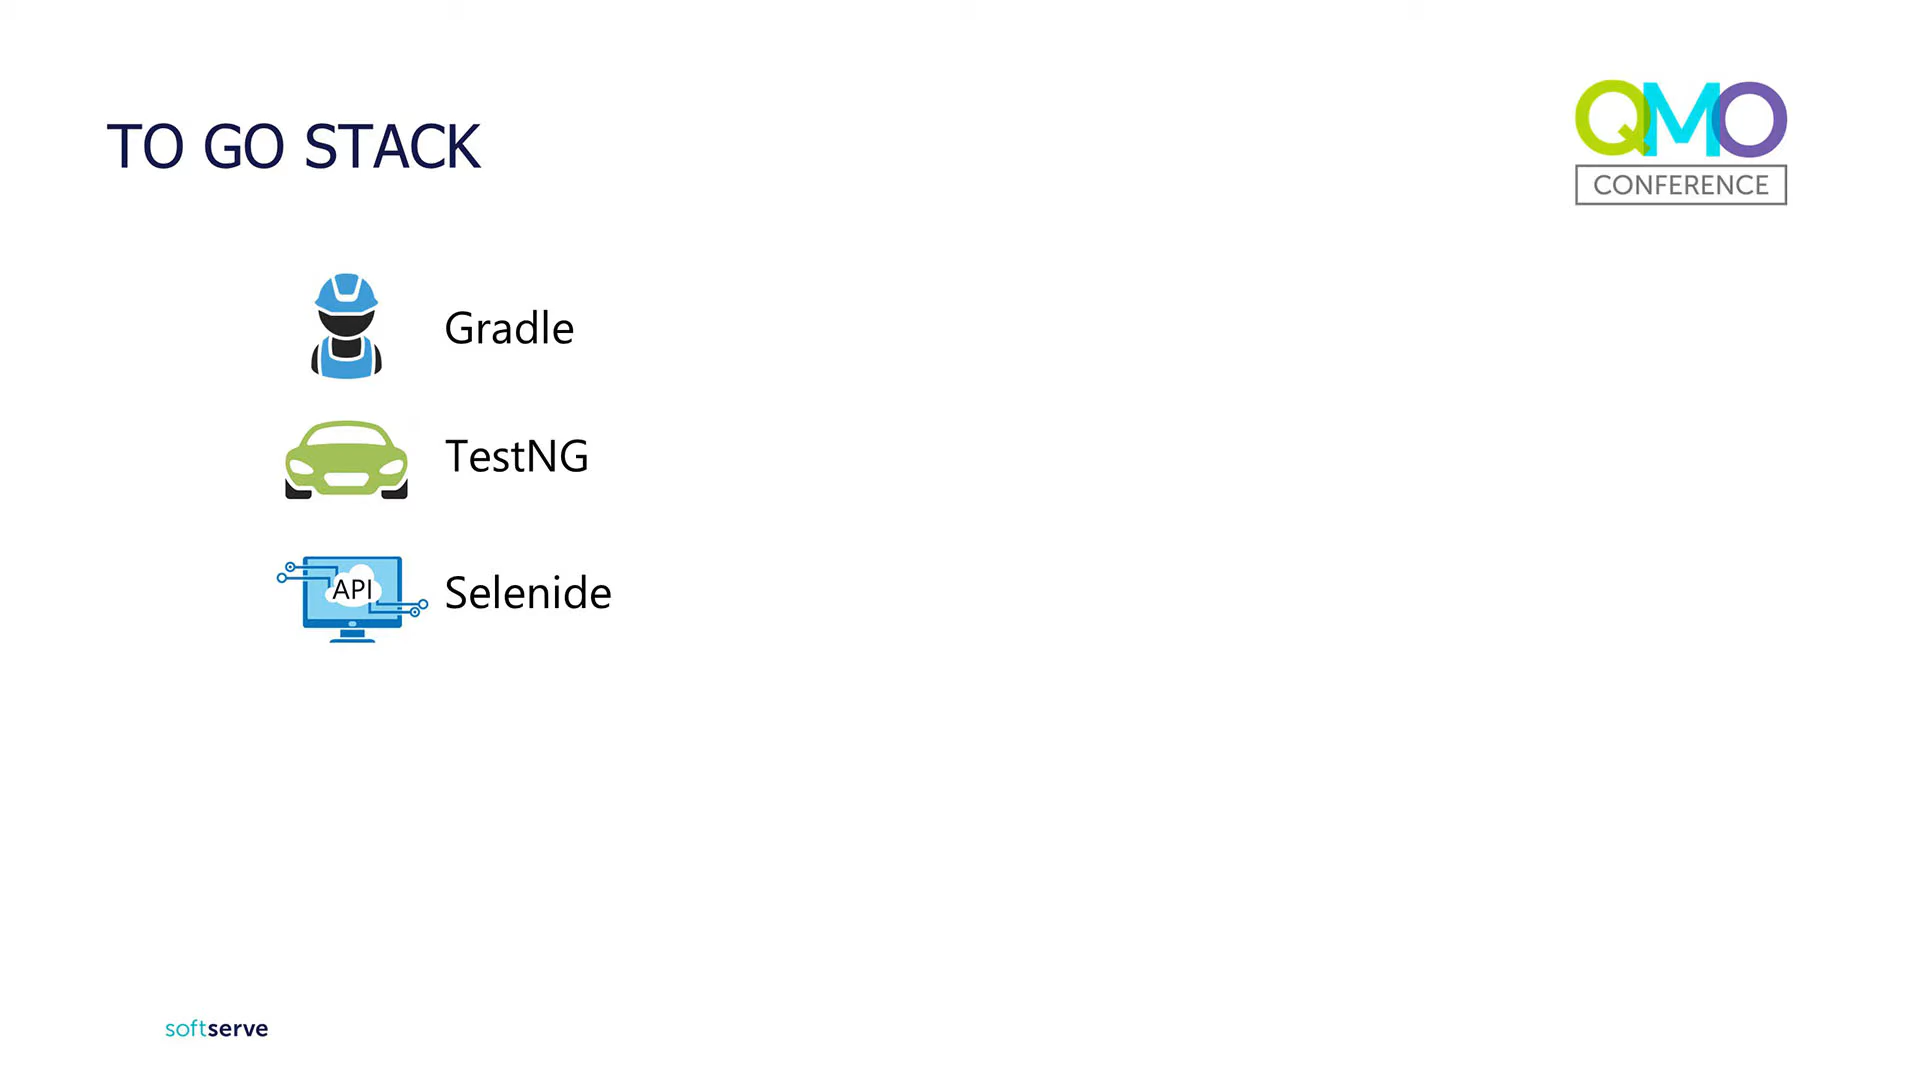 QMO
CONFERENCE
TO GO STACK
Gradle
TestNG
API
Selenide
softserve